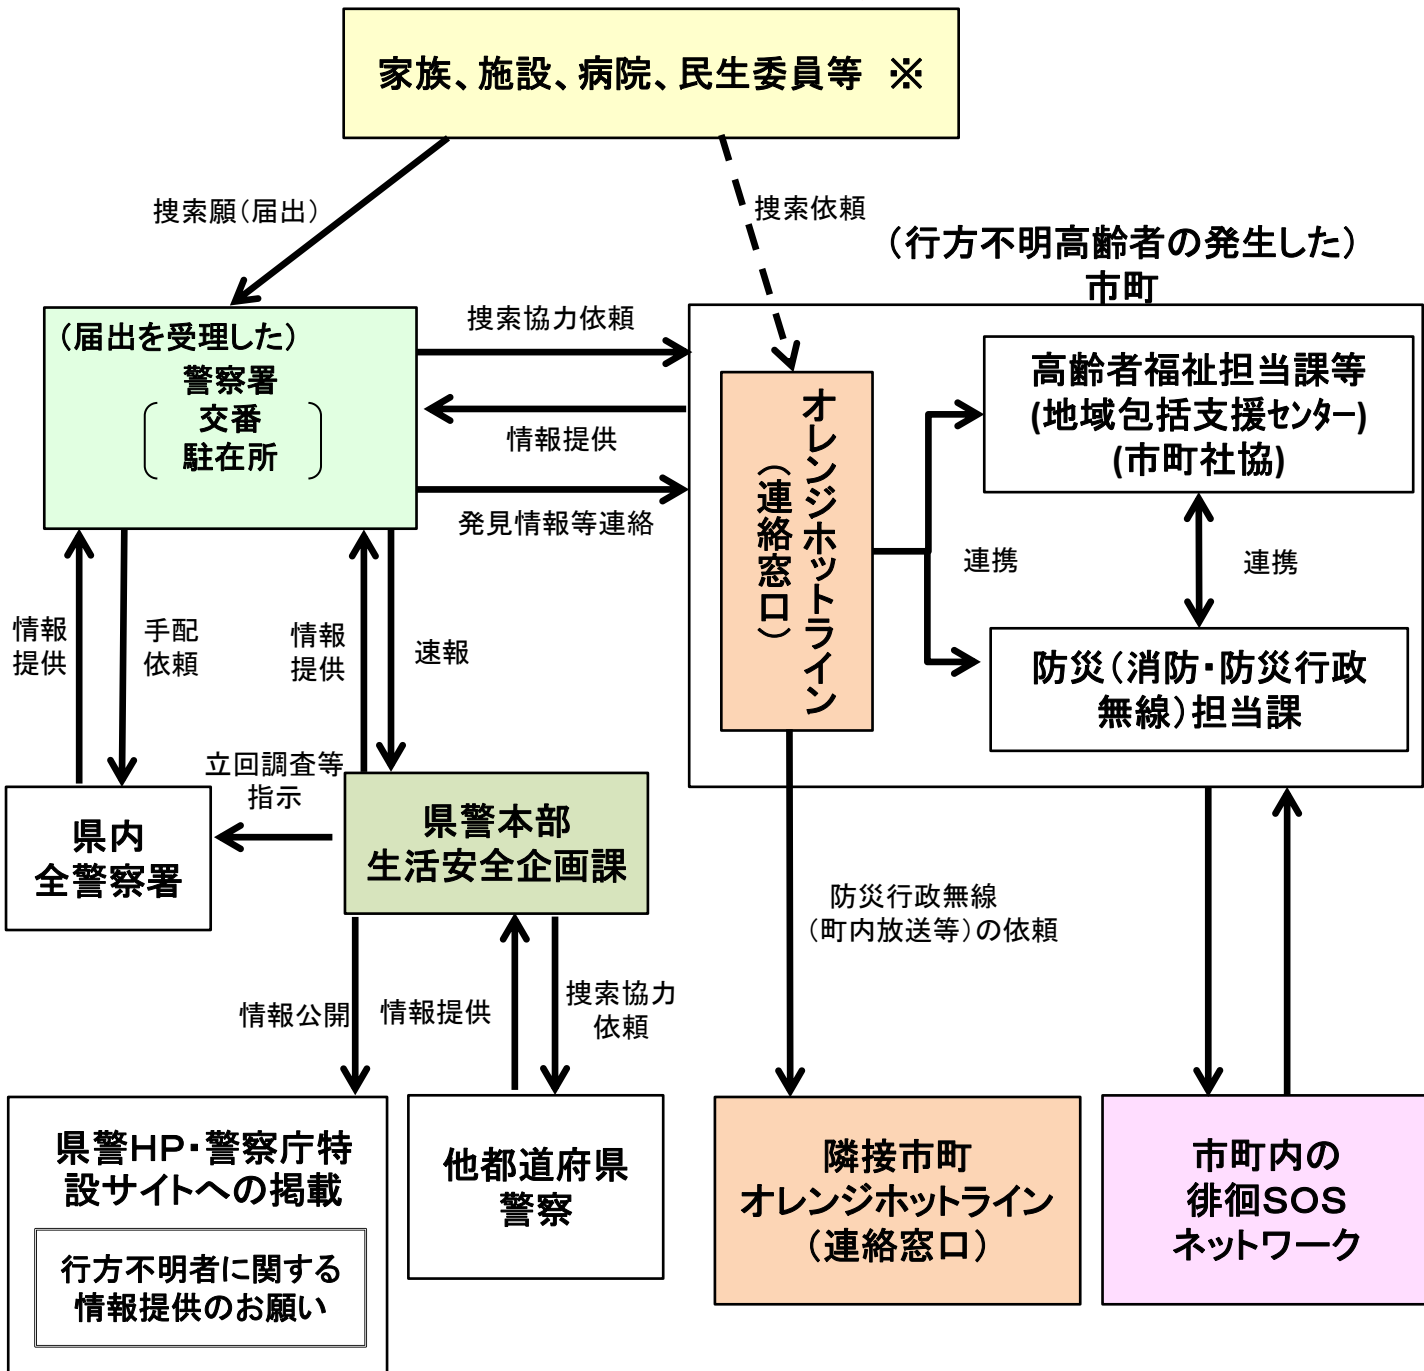 家族、施設、病院、民生委員等 ※
捜索願（届出）
捜索依頼
（行方不明高齢者の発生した）
市町
（届出を受理した）
警察署
交番
駐在所
捜索協力依頼
情報提供
発見情報等連絡
オレンジホットライン
（連絡窓口）
高齢者福祉担当課等
(地域包括支援センター)
(市町社協)
連携
連携
防災（消防・防災行政
無線）担当課
情報
提供
手配
依頼
情報
提供
速報
立回調査等
指示
県内
全警察署
県警本部
生活安全企画課
防災行政無線
（町内放送等）の依頼
情報公開
情報提供
捜索協力
依頼
県警HP・警察庁特
設サイトへの掲載
行方不明者に関する
情報提供のお願い
他都道府県
警察
隣接市町
オレンジホットライン
（連絡窓口）
市町内の
徘徊SOS
ネットワーク